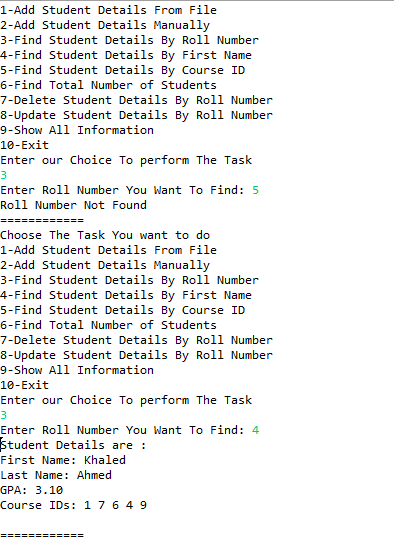 1-Add Student Details From File
2-Add Student Details Manually
3-Find Student Details By Roll Number
4-Find Student Details By First Name
5-Find Student Details By Course ID
6-Find Total Number of Students
7-Delete Student Details By Roll Number
8-Update Student Details By Roll Number
9-Show All Information
10-Exit
Enter our Choice To perform The Task
3
Enter Roll Number You Want To Find: 5
Roll Number Not Found
============
Choose The Task You want to do
1-Add Student Details From File
2-Add Student Details Manually
3-Find Student Details By Roll Number
4-Find Student Details By First Name
5-Find Student Details By Course ID
6-Find Total Number of Students
7-Delete Student Details By Roll Number
8-Update Student Details By Roll Number
9-Show All Information
10-Exit
Enter our Choice To perform The Task
3
Enter Roll Number You Want To Find: 4
Student Details are :
First Name: Khaled
Last Name: Ahmed
GPA: 3.10
Course IDs: 1 7 6 4 9
============